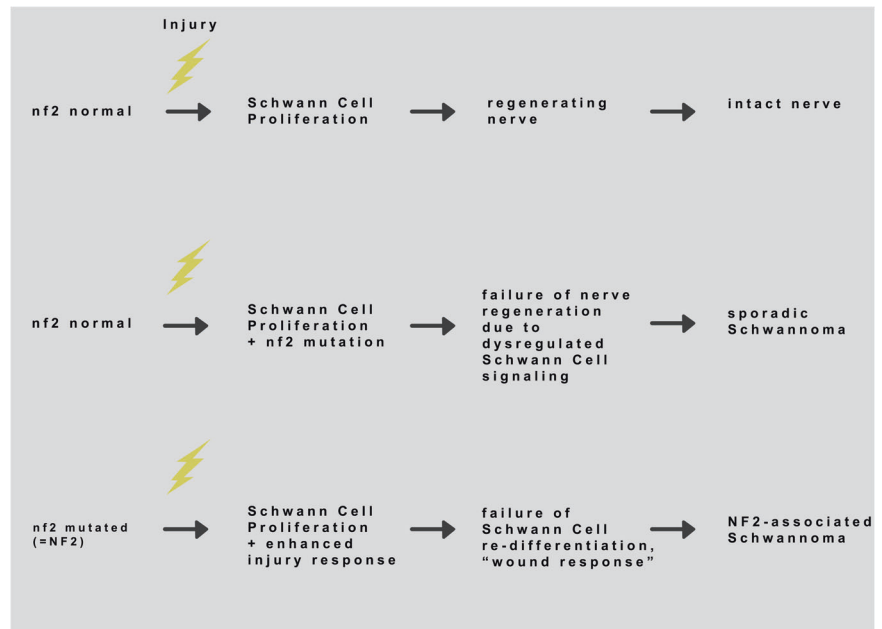 Injury
nf2 normal
Schwann Cell
Proliferation
regenerating
nerve
intact nerve
nf2 normal
Schwann Cell
Proliferation
+ nf2 mutation
failure of nerve
regeneration
due to
dysregulated
Schwann Cell
signaling
sporadic
Schwannoma
nf2 mutated
(=NF2)
Schwann Cell
Proliferation
+ enhanced
injury response
failure of
Schwann Cell
re-differentiation,
“wound response”
NF2-associated
Schwannoma